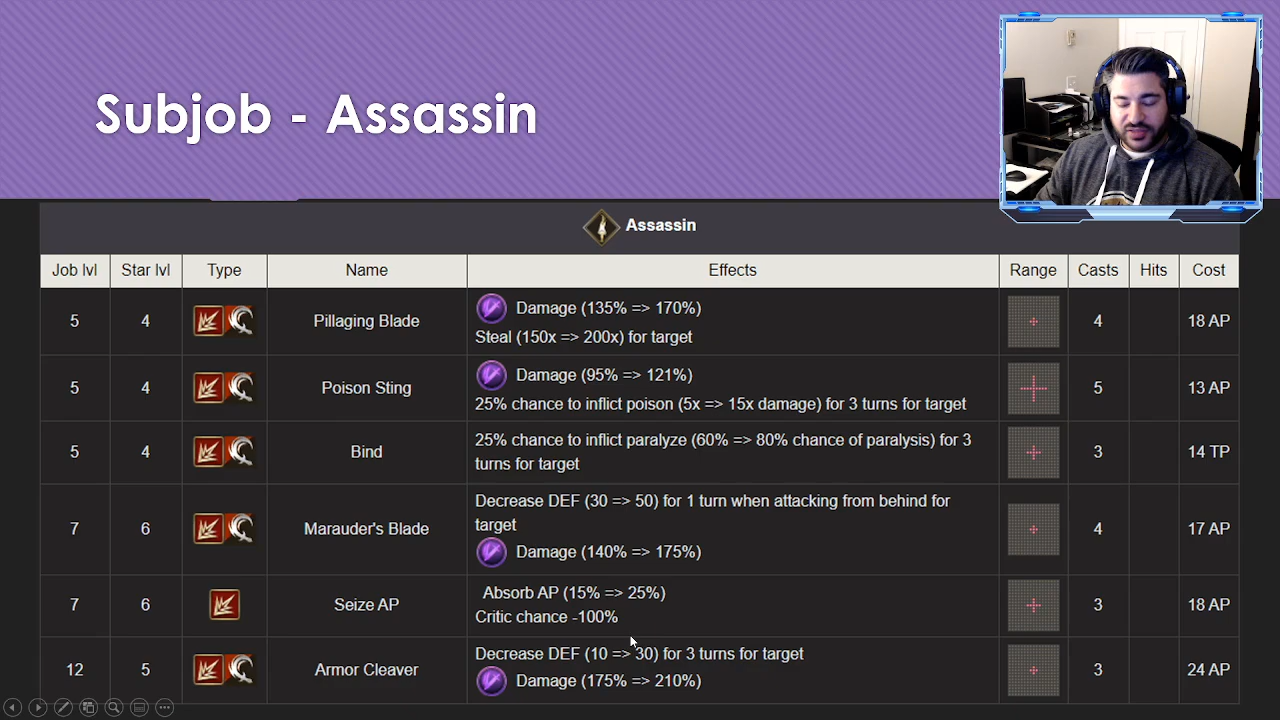 Subjob - Assassin
Assassin
Job lvl Star lvl Type Name Effects Range Casts Hits Cost
5 4 Pillaging Blade Damage (135% => 170%) 4 18 AP
Steal (150x => 200x) for target
5 4 Poison Sting Damage (95% => 121%) 5 13 AP
25% chance to inflict poison (5x => 15x damage) for 3 turns for target
5 4 Bind 25% chance to inflict paralyze (60% => 80% chance of paralysis) for 3 3 14 TP
turns for target
7 6 Marauder's Blade Decrease DEF (30 => 50) for 1 turn when attacking from behind for 4 17 AP
target
Damage (140% => 175%)
7 6 Seize AP Absorb AP (15% => 25%) 3 18 AP
Critic chance -100%
12 5 Armor Cleaver Decrease DEF (10 => 30) for 3 turns for target 3 24 AP
Damage (175% => 210%)